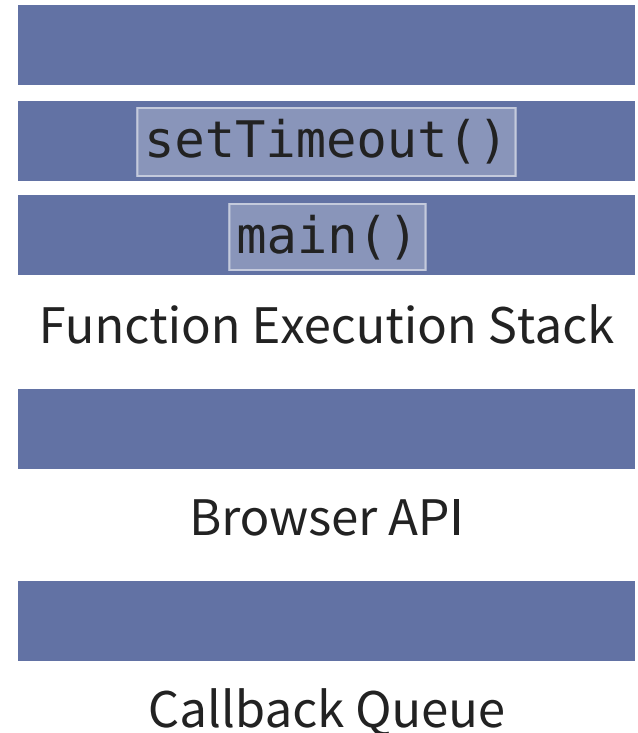 setTimeout()
main()
Function Execution Stack
Browser API
Callback Queue